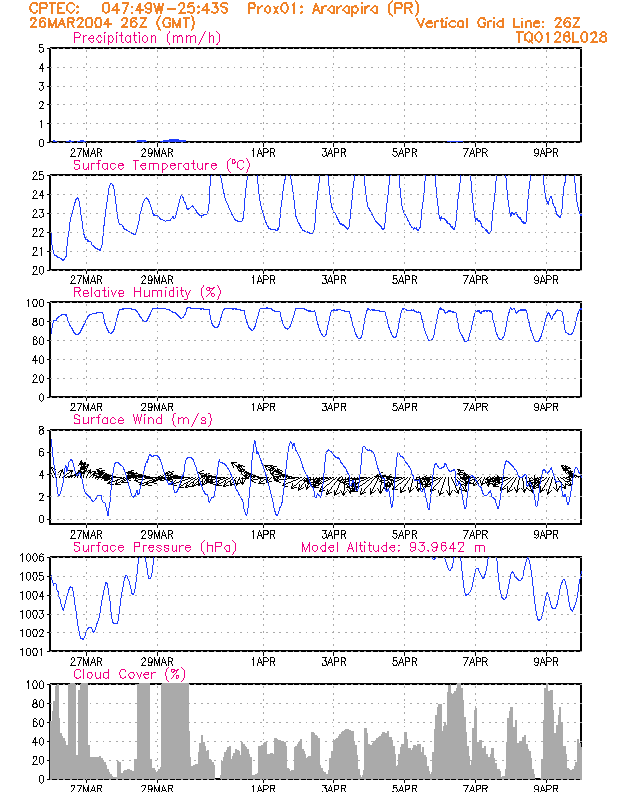 CPTEC: 047:49W-25:43S Prox01: Ararapira (PR)
26MAR2004 26Z (GMT) Vertical Grid Line: 26Z
Precipitation (mm/h) TQ0126L028
5
4
3
2
1
0
27MAR 29MAR 1APR 3APR 5APR 7APR 9APR
Surface Temperature (ºC)
25
24
23
22
21
20
27MAR 29MAR 1APR 3APR 5APR 7APR 9APR
Relative Humidity (%)
100
80
60
40
20
0
27MAR 29MAR 1APR 3APR 5APR 7APR 9APR
Surface Wind (m/s)
8
6
4
2
0
27MAR 29MAR 1APR 3APR 5APR 7APR 9APR
Surface Pressure (hPa) Model Altitude: 93.9642 m
1006
1005
1004
1003
1002
1001
27MAR 29MAR 1APR 3APR 5APR 7APR 9APR
Cloud Cover (%)
100
80
60
40
20
0
27MAR 29MAR 1APR 3APR 5APR 7APR 9APR